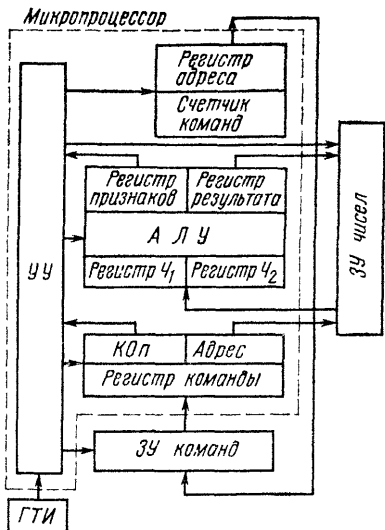 Микропроцессор
Регистр
адреса
Счетчик
команд
Регистр
признаков
Регистр
результата
АЛУ
Регистр Ч1
Регистр Ч2
УУ
ЗУ чисел
КОп
Адрес
Регистр команды
ЗУ команд
ГТИ